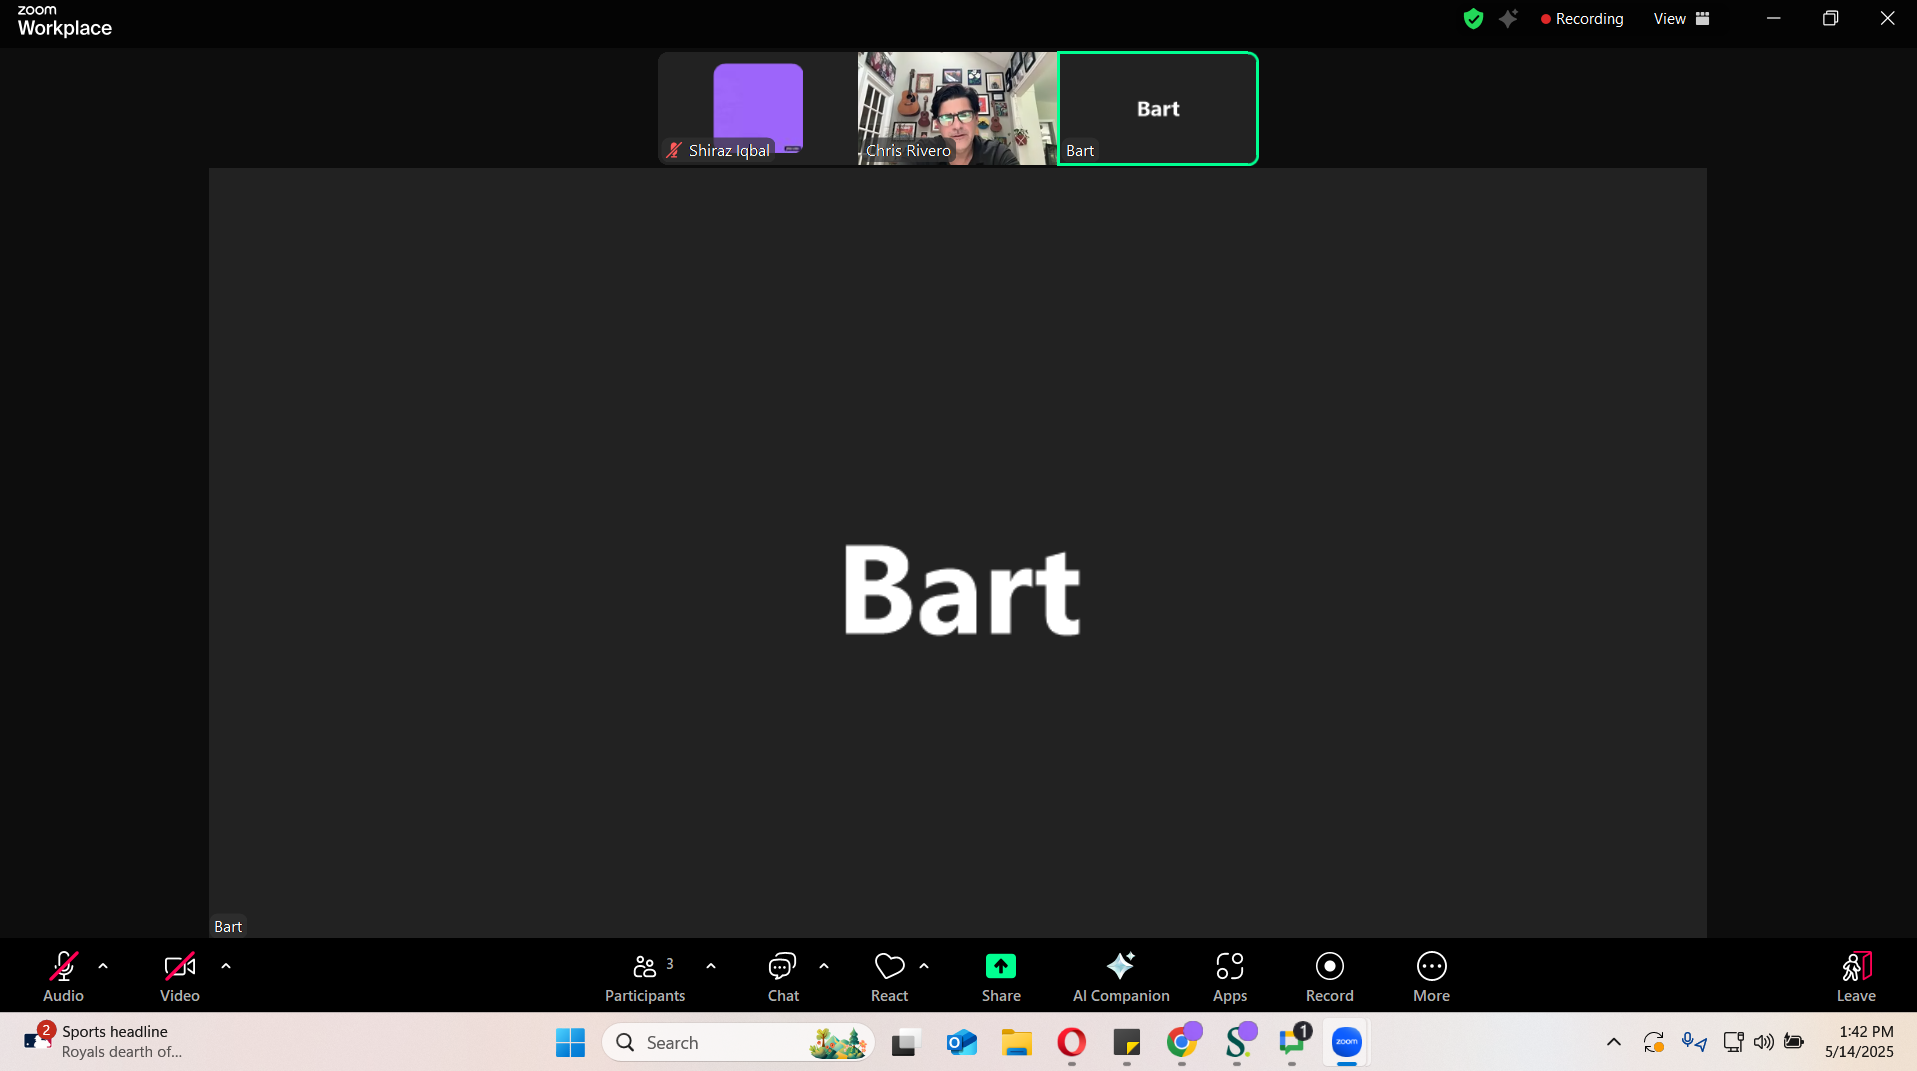 zoom
Workplace
Recording
View
Bart
Shiraz Iqbal
Chris Rivero
Bart
Bart
Bart
3
Audio
Video
Participants
Chat
React
Share
AI Companion
Apps
Record
More
Leave
2
Sports headline
Royals dearth of...
Search
1
zoom
1:42 PM
5/14/2025